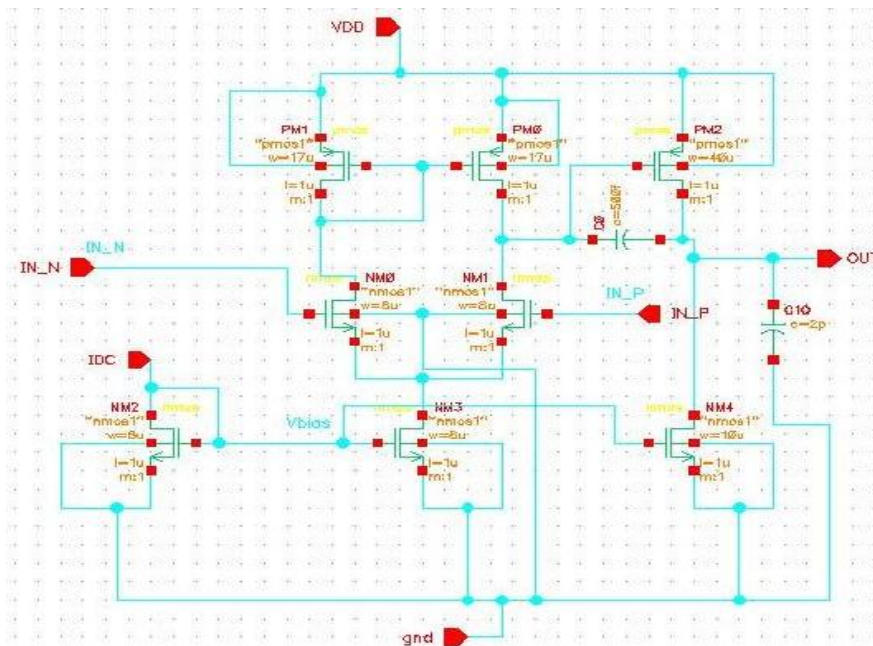 VDD
PM1
pmos
"pmos1"
w=17u
l=1u
m:1
PM0
pmos
"pmos1"
w=17u
l=1u
m:1
PM2
pmos
"pmos1"
w=40u
l=1u
m:1
C0
c=500f
IN_N
IN_N
NM0
nmos
"nmos1"
w=8u
l=1u
m:1
NM1
nmos
"nmos1"
w=8u
l=1u
m:1
IN_P
IN_P
OUT
c=2p
IDC
NM2
nmos
"nmos1"
w=8u
l=1u
m:1
Vbias
NM3
nmos
"nmos1"
w=8u
l=1u
m:1
NM4
nmos
"nmos1"
w=10u
l=1u
m:1
gnd